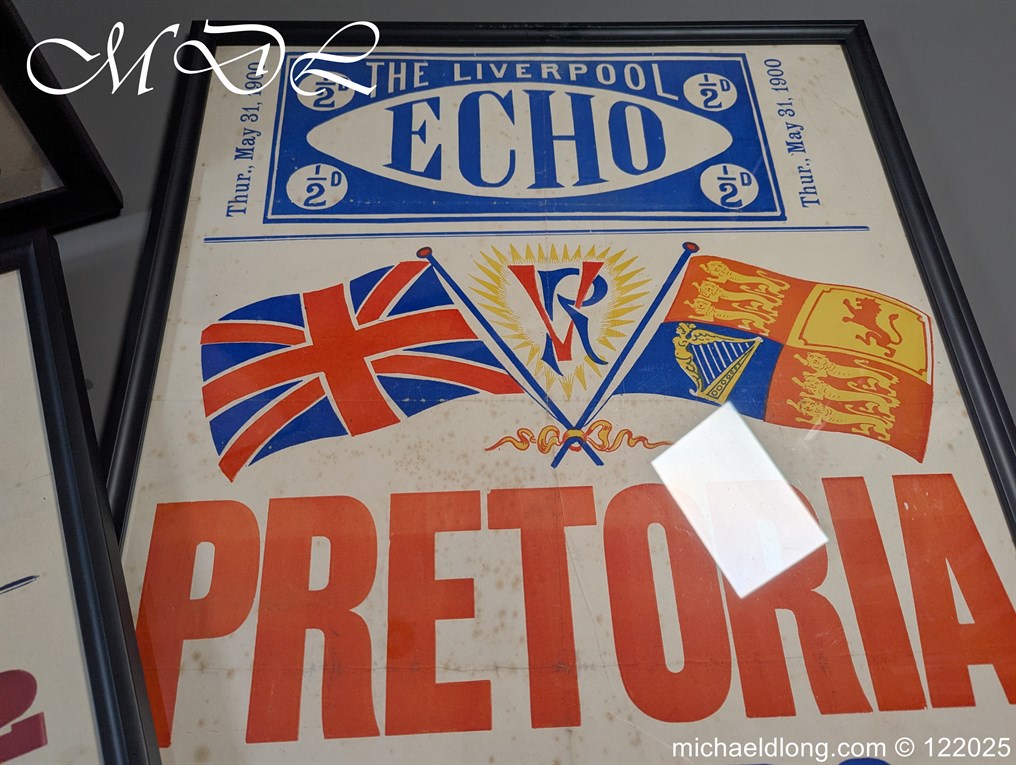 MDL
THE LIVERPOOL
ECHO
½D
½D
½D
½D
Thur., May 31, 1900
Thur., May 31, 1900
VR
PRETORIA
michaeldlong.com © 122025